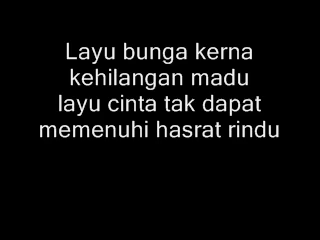 Layu bunga kerna
kehilangan madu
layu cinta tak dapat
memenuhi hasrat rindu